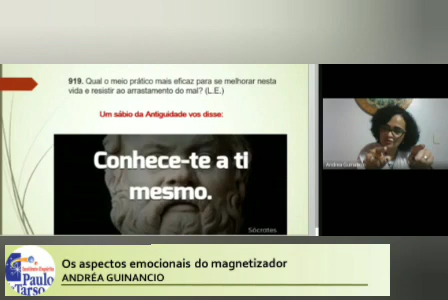 919. Qual o meio prático mais eficaz para se melhorar nesta
vida e resistir ao arrastamento do mal? (L.E.)
Um sábio da Antiguidade vos disse:
Conhece-te a ti
mesmo.
Sócrates
Andréa Guinancio
Paulo
Tarso
Os aspectos emocionais do magnetizador
ANDRÉA GUINANCIO